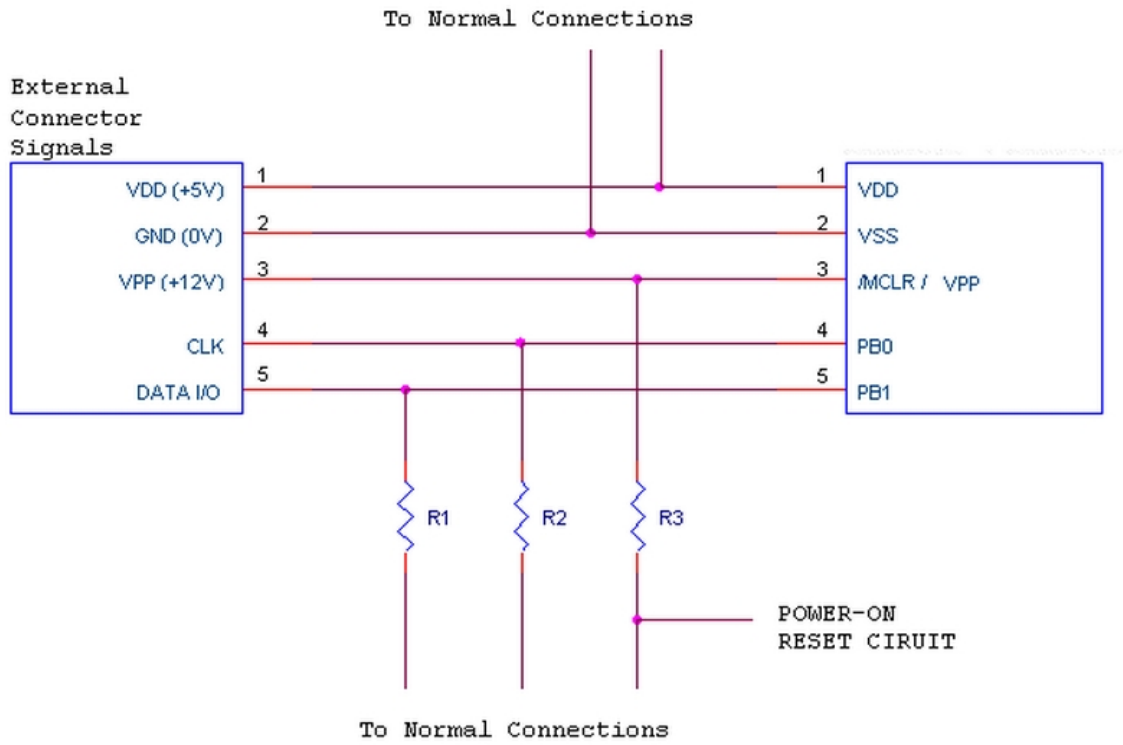 To Normal Connections
External
Connector
Signals
VDD (+5V) 1 1 VDD
GND (0V) 2 2 VSS
VPP (+12V) 3 3 /MCLR / VPP
CLK 4 4 PB0
DATA I/O 5 5 PB1
R1 R2 R3
POWER-ON
RESET CIRUIT
To Normal Connections